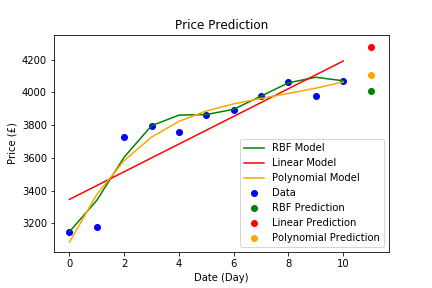 Price Prediction
4200
4000
3800
3600
3400
3200
Price (£)
RBF Model
Linear Model
Polynomial Model
Data
RBF Prediction
Linear Prediction
Polynomial Prediction
0 2 4 6 8 10
Date (Day)